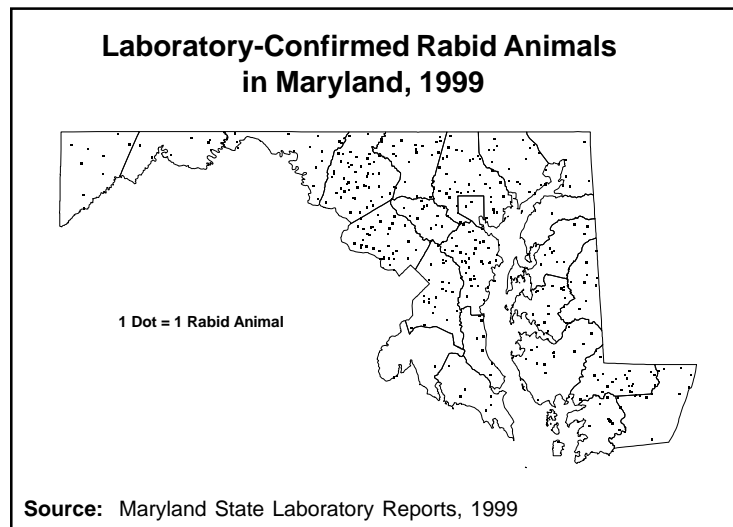 Laboratory-Confirmed Rabid Animals
in Maryland, 1999
1 Dot = 1 Rabid Animal
Source: Maryland State Laboratory Reports, 1999